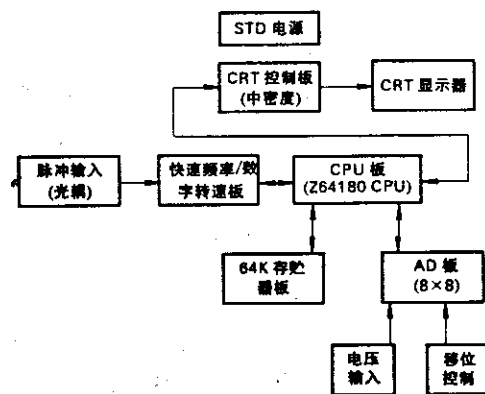 STD 电源
CRT 控制板
(中密度)
CRT 显示器
脉冲输入
(光耦)
快速频率/数
字转速板
CPU 板
(Z64180 CPU)
64K 存贮
器板
AD 板
(8×8)
电压
输入
移位
控制